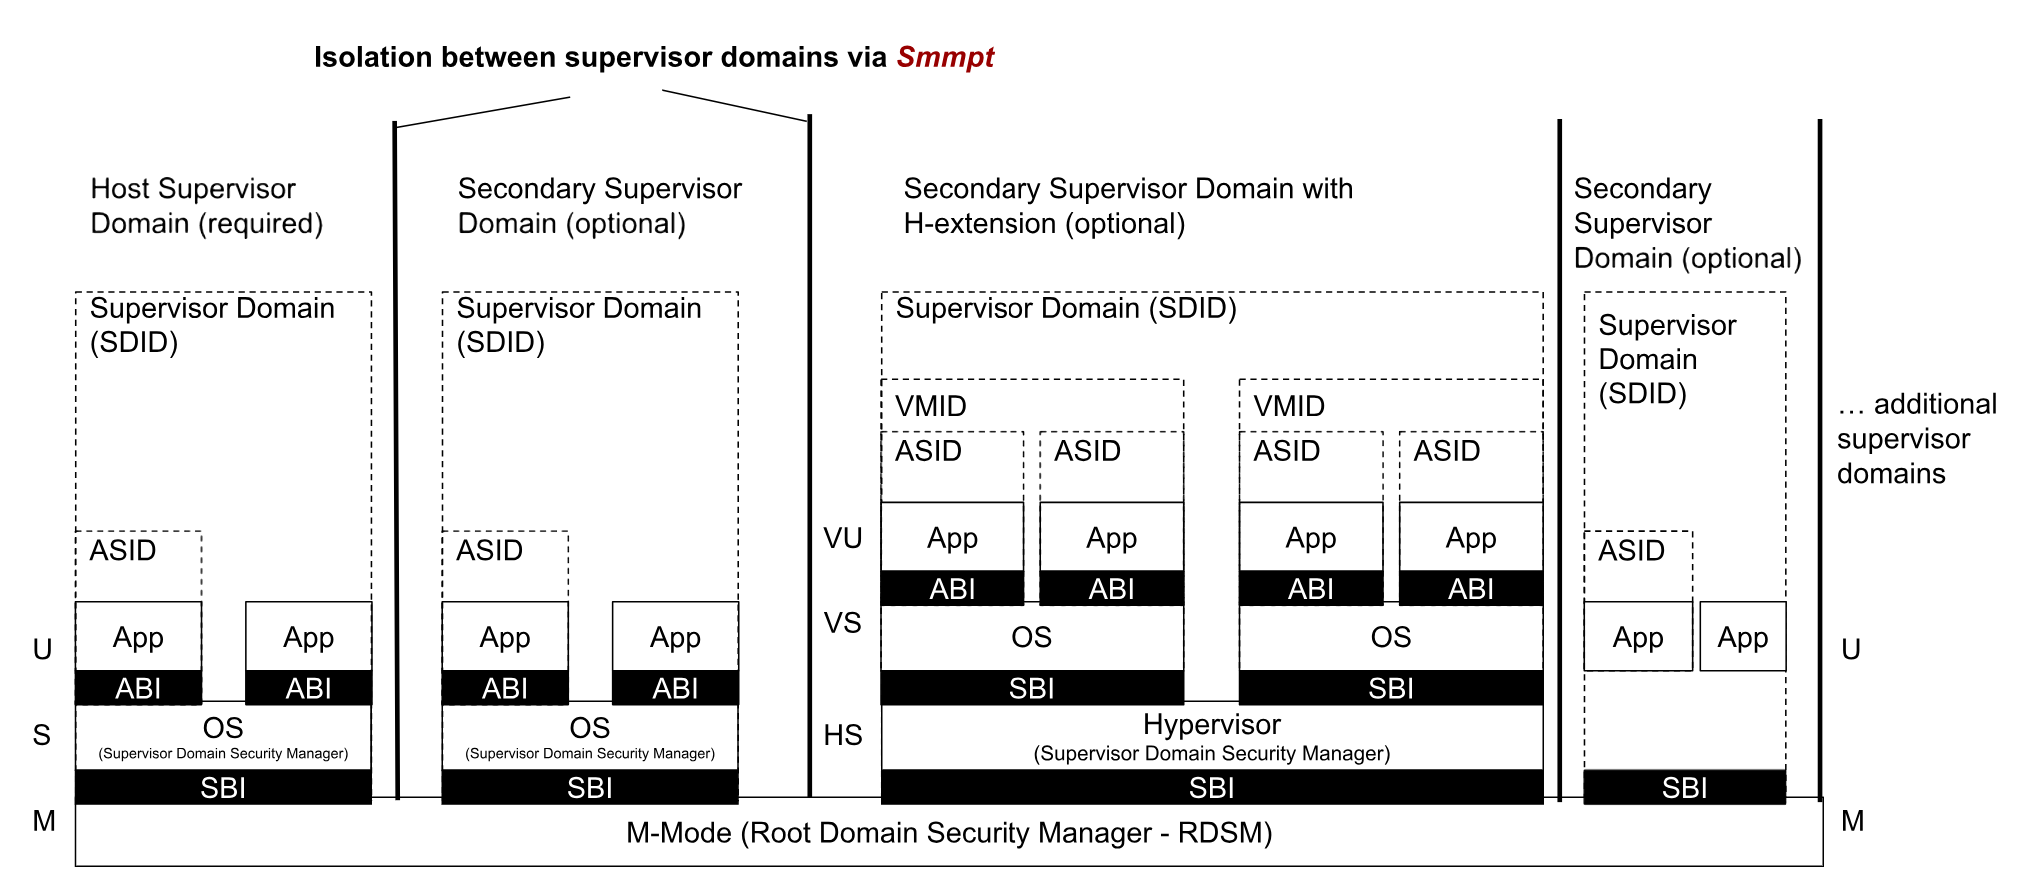 Isolation between supervisor domains via Smmpt
Host Supervisor
Domain (required)
Secondary Supervisor
Domain (optional)
Secondary Supervisor Domain with
H-extension (optional)
Secondary
Supervisor
Domain (optional)
Supervisor Domain
(SDID)
Supervisor Domain
(SDID)
Supervisor Domain (SDID)
Supervisor
Domain
(SDID)
… additional
supervisor
domains
VMID
VMID
ASID
ASID
ASID
ASID
VU
App
App
App
App
ABI
ABI
ABI
ABI
ASID
ASID
ASID
VS
OS
OS
U
App
App
App
App
App
App
U
ABI
ABI
ABI
ABI
SBI
SBI
S
OS
(Supervisor Domain Security Manager)
OS
(Supervisor Domain Security Manager)
HS
Hypervisor
(Supervisor Domain Security Manager)
SBI
SBI
SBI
SBI
M
M-Mode (Root Domain Security Manager - RDSM)
M